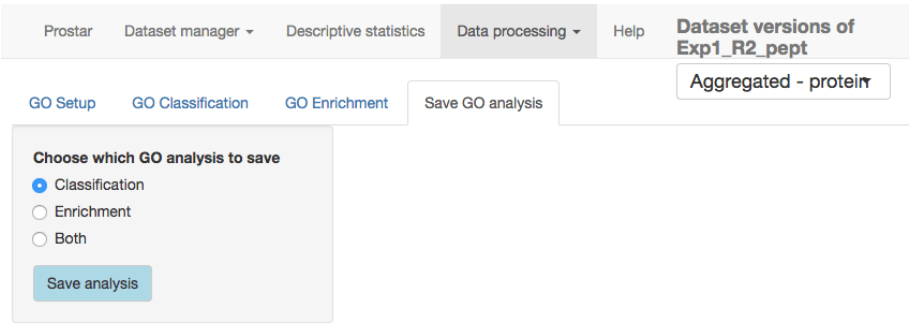 Prostar Dataset manager Descriptive statistics Data processing Help
Dataset versions of
Exp1_R2_pept
Aggregated - protein
GO Setup GO Classification GO Enrichment Save GO analysis
Choose which GO analysis to save
Classification
Enrichment
Both
Save analysis